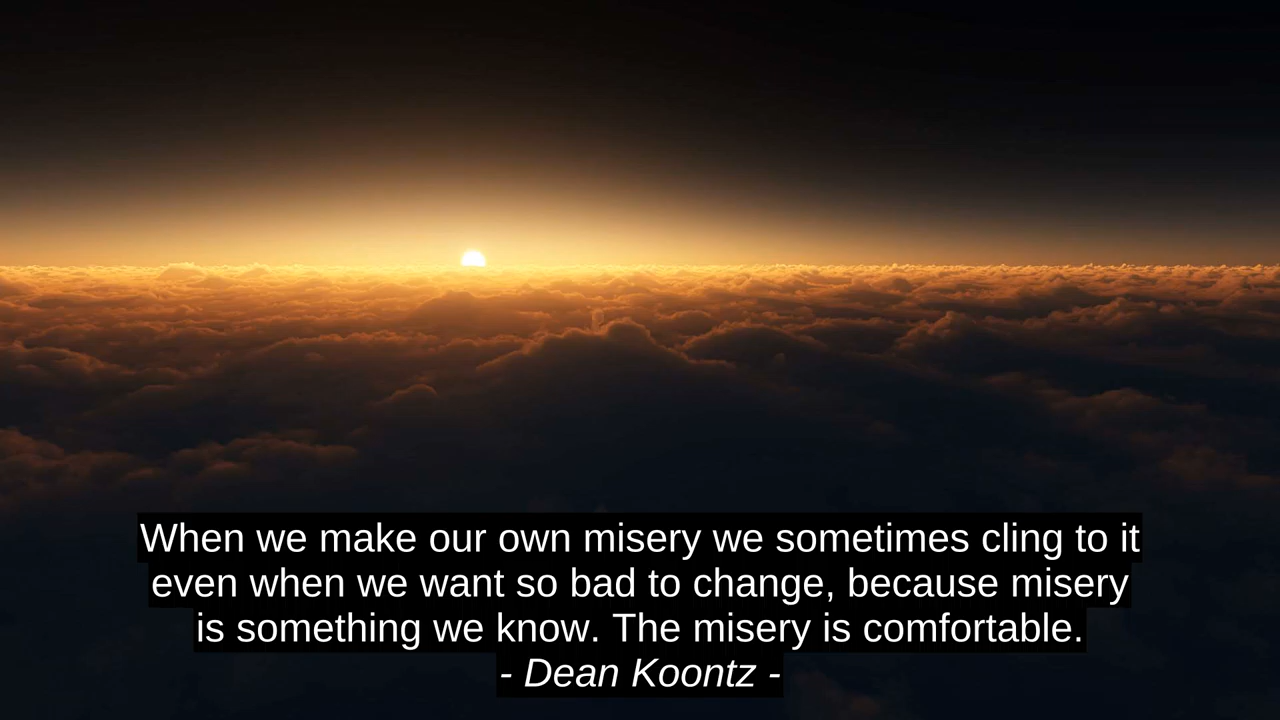 When we make our own misery we sometimes cling to it
even when we want so bad to change, because misery
is something we know. The misery is comfortable.
- Dean Koontz -